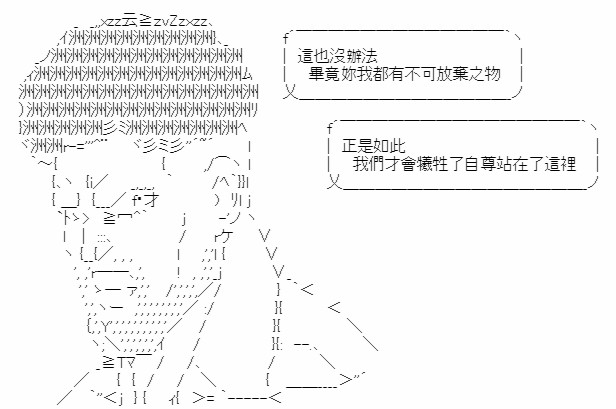 這也沒辦法
畢竟妳我都有不可放棄之物
正是如此
我們才會犧牲了自尊站在了這裡